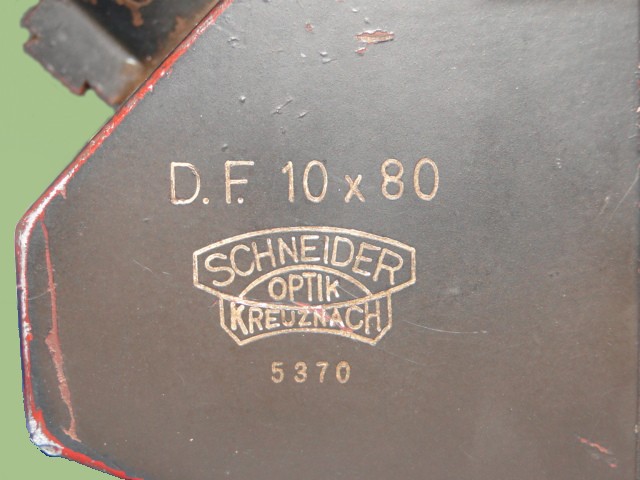 D.F. 10 x 80
SCHNEIDER
OPTIK
KREUZNACH
5370